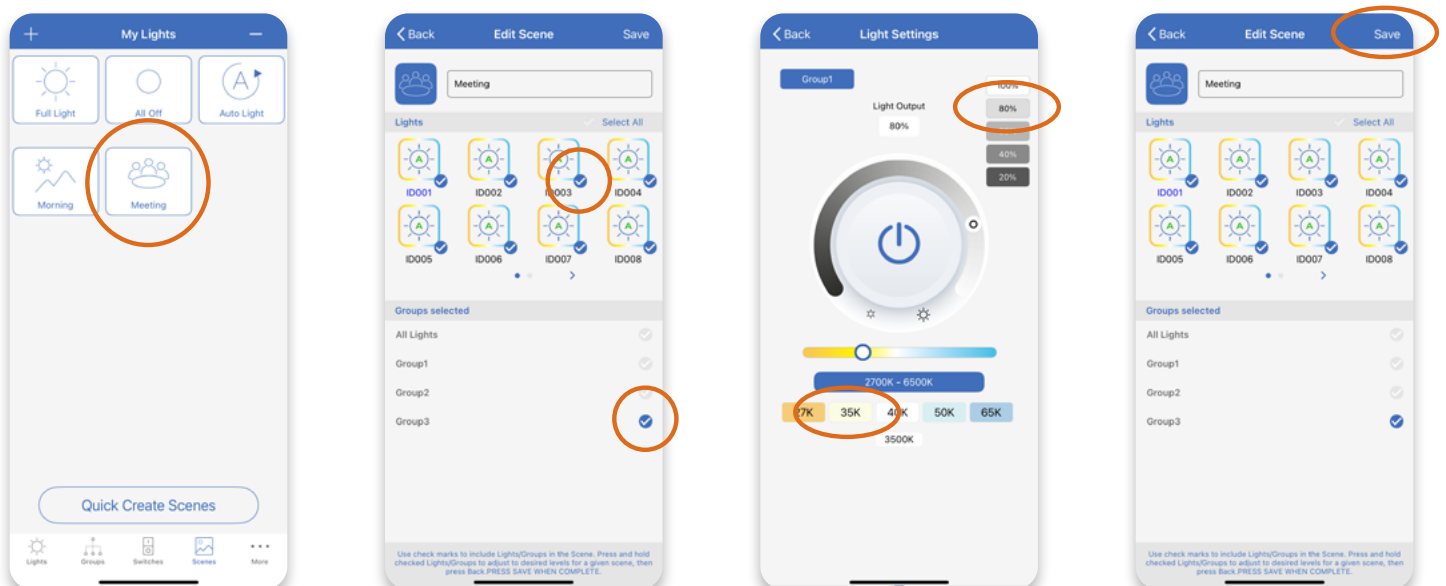 My Lights
Full Light
All Off
Auto Light
Morning
Meeting
Quick Create Scenes
Lights
Groups
Switches
Scenes
More
Back
Edit Scene
Save
Meeting
Lights
Select All
ID001
ID002
ID003
ID004
ID005
ID006
ID007
ID008
Groups selected
All Lights
Group1
Group2
Group3
Use check marks to include Lights/Groups in the Scene. Press and hold
checked Lights/Groups to adjust to desired levels for a given scene, then
press Back.PRESS SAVE WHEN COMPLETE.
Back
Light Settings
Group1
Light Output
80%
100%
80%
40%
20%
2700K - 6500K
27K
35K
40K
50K
65K
3500K
Back
Edit Scene
Save
Meeting
Lights
Select All
ID001
ID002
ID003
ID004
ID005
ID006
ID007
ID008
Groups selected
All Lights
Group1
Group2
Group3
Use check marks to include Lights/Groups in the Scene. Press and hold
checked Lights/Groups to adjust to desired levels for a given scene, then
press Back.PRESS SAVE WHEN COMPLETE.